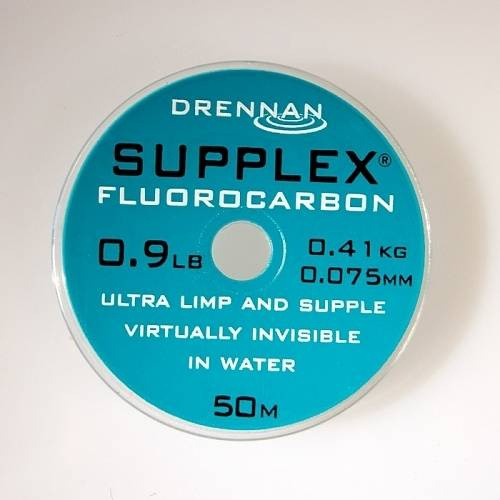 DRENNAN
SUPPLEX®
FLUOROCARBON
0.9LB
0.41KG
0.075MM
ULTRA LIMP AND SUPPLE
VIRTUALLY INVISIBLE
IN WATER
50M